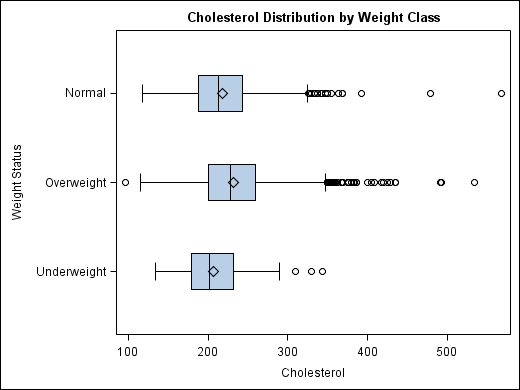 Cholesterol Distribution by Weight Class
Weight Status
Normal
Overweight
Underweight
100 200 300 400 500
Cholesterol